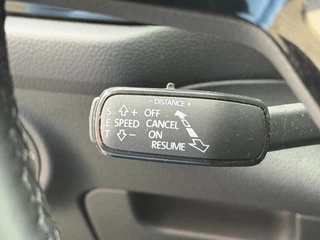 - DISTANCE +
S + OFF
E SPEED CANCEL
T - ON
RESUME